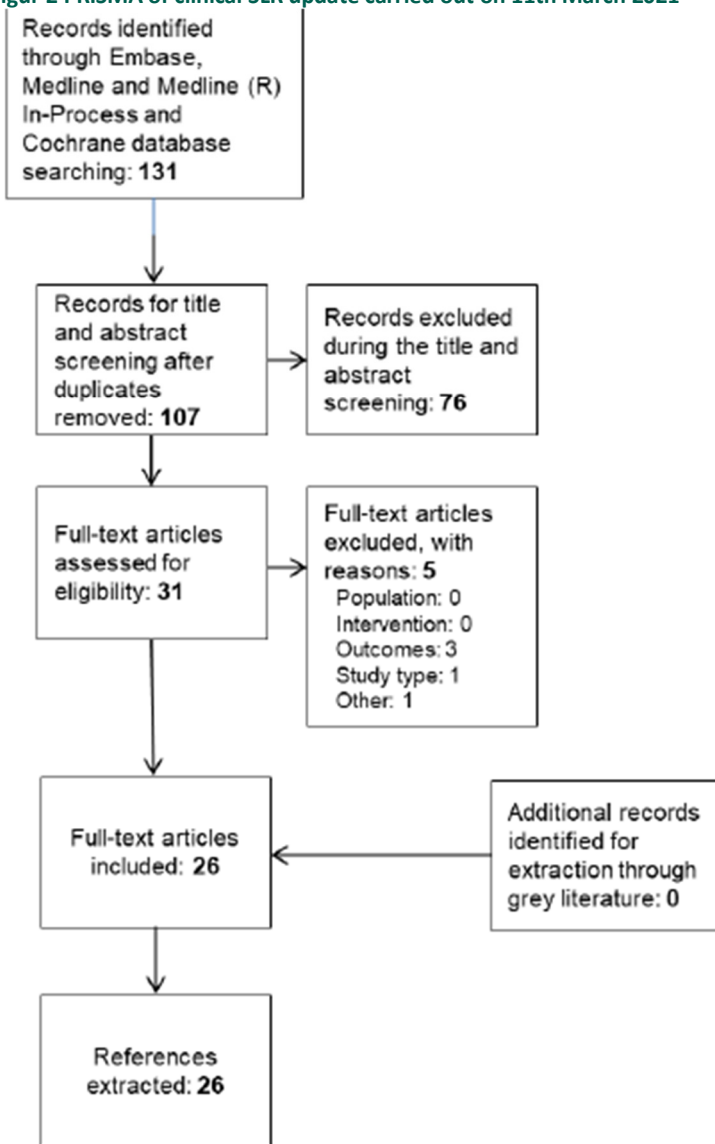 Records identified
through Embase,
Medline and Medline (R)
In-Process and
Cochrane database
searching: 131
Records for title
and abstract
screening after
duplicates
removed: 107
Records excluded
during the title and
abstract
screening: 76
Full-text articles
assessed for
eligibility: 31
Full-text articles
excluded, with
reasons: 5
Population: 0
Intervention: 0
Outcomes: 3
Study type: 1
Other: 1
Full-text articles
included: 26
Additional records
identified for
extraction through
grey literature: 0
References
extracted: 26